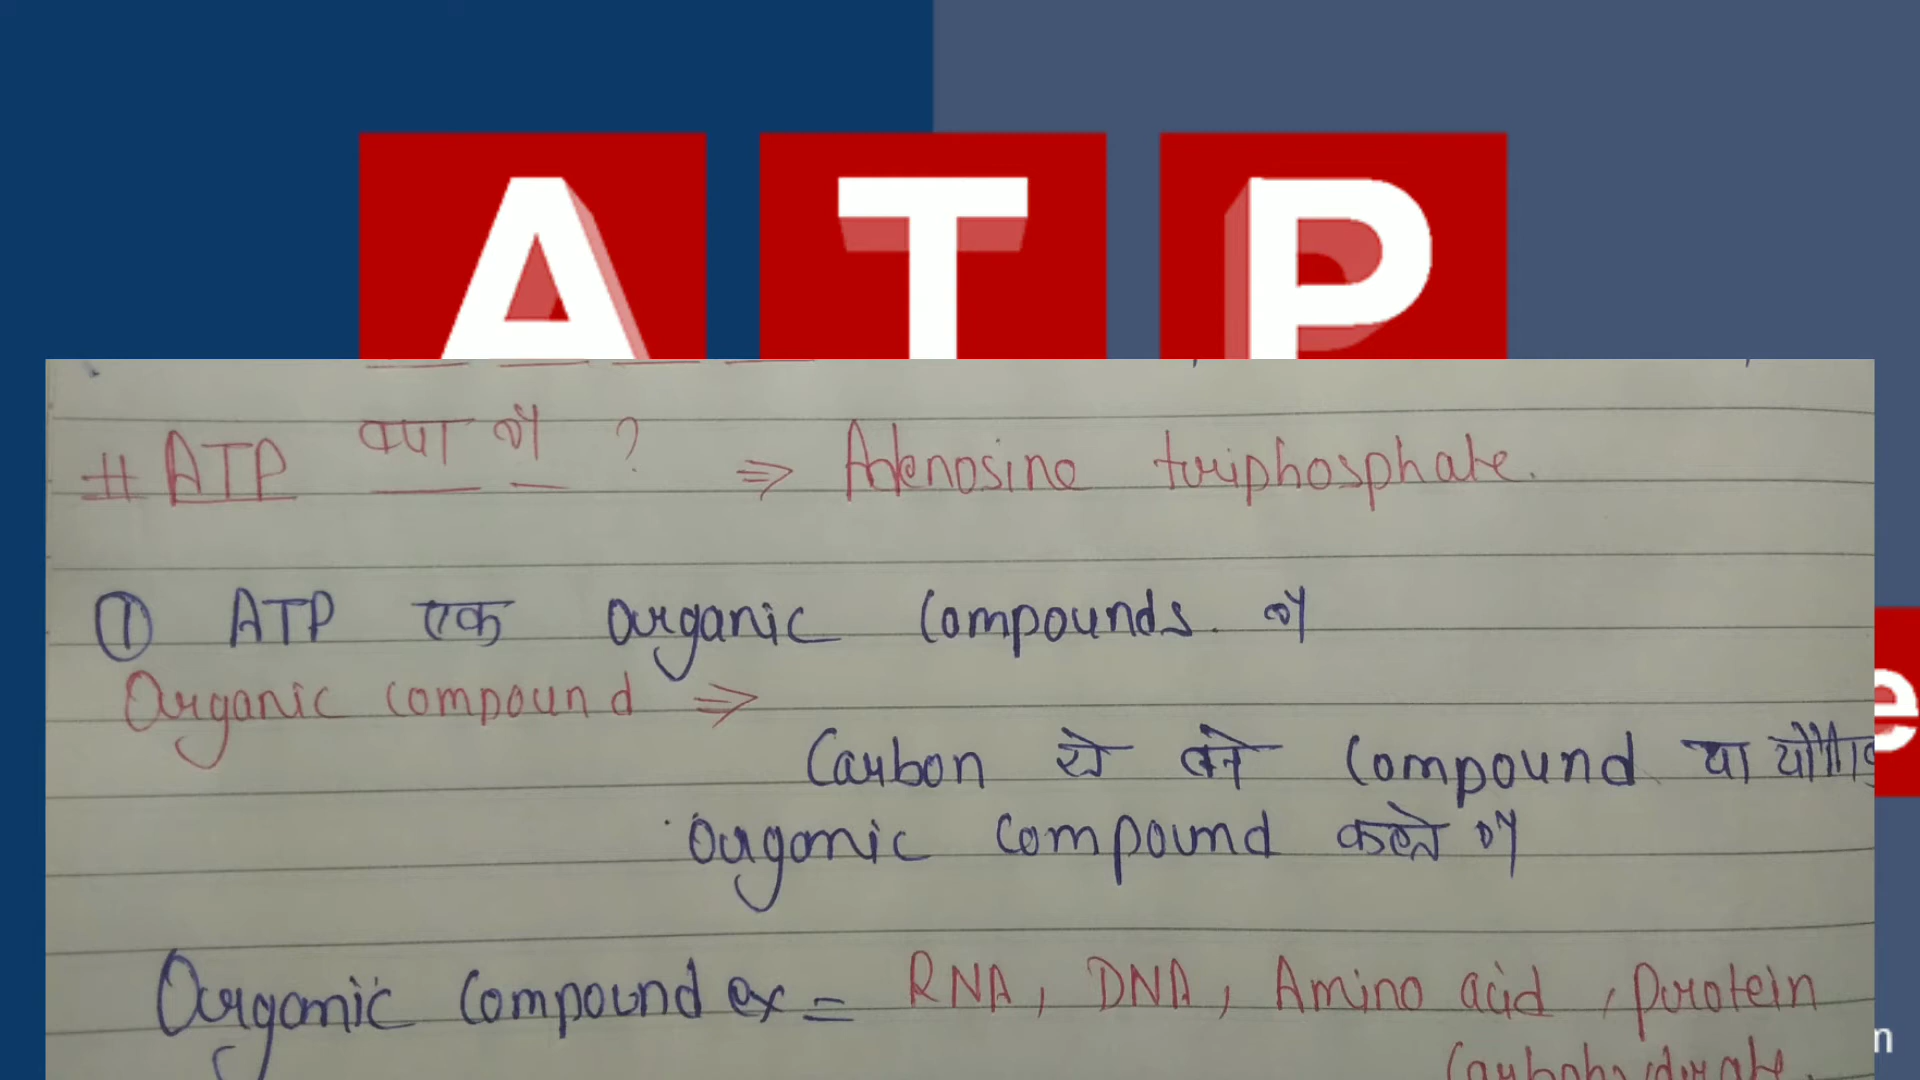 ATP
# ATP क्या है ? ⇒ Adenosine triphosphate.
① ATP एक organic compounds. है
Organic compound ⇒
Carbon से बने compound या यौगिक
organic compound कहते है
e
Organic compound ex = RNA, DNA, Amino acid, protein
Carbohydrate.
m